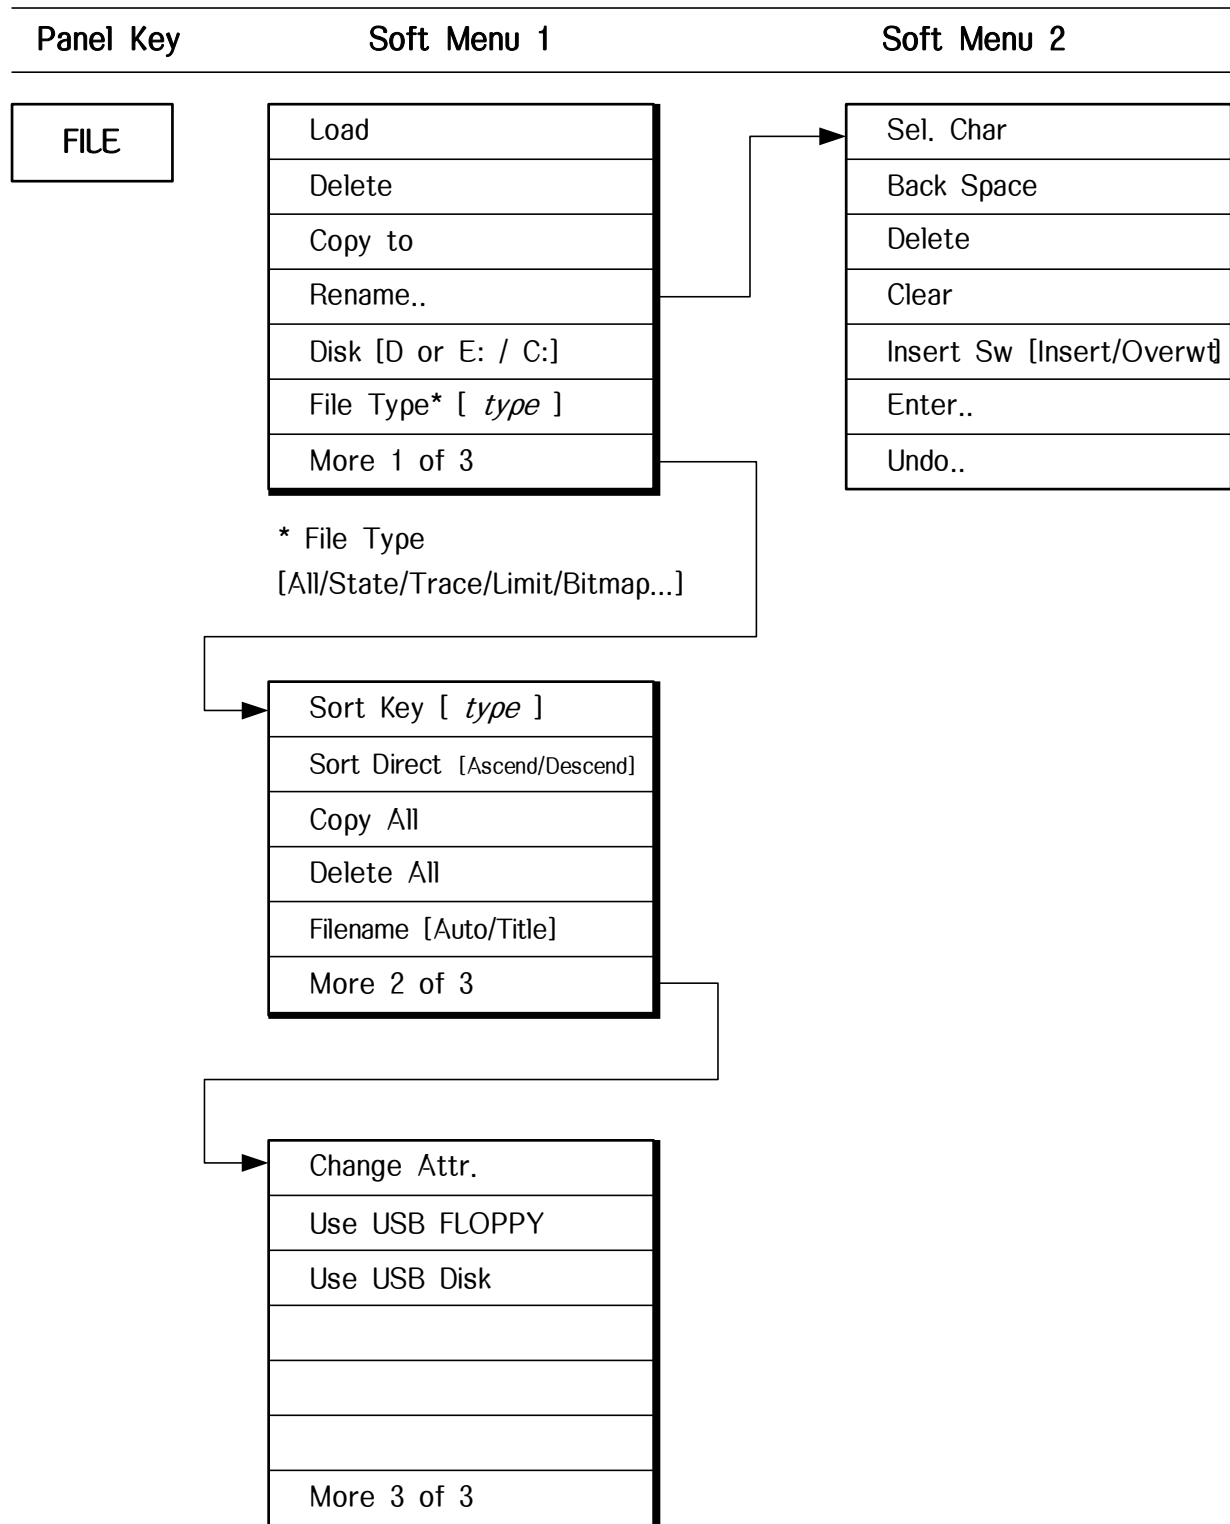 Panel Key
Soft Menu 1
Soft Menu 2
FILE
Load
Delete
Copy to
Rename..
Disk [D or E: / C:]
File Type* [ type ]
More 1 of 3
* File Type
[All/State/Trace/Limit/Bitmap...]
Sel. Char
Back Space
Delete
Clear
Insert Sw [Insert/Overwt]
Enter..
Undo..
Sort Key [ type ]
Sort Direct [Ascend/Descend]
Copy All
Delete All
Filename [Auto/Title]
More 2 of 3
Change Attr.
Use USB FLOPPY
Use USB Disk
More 3 of 3